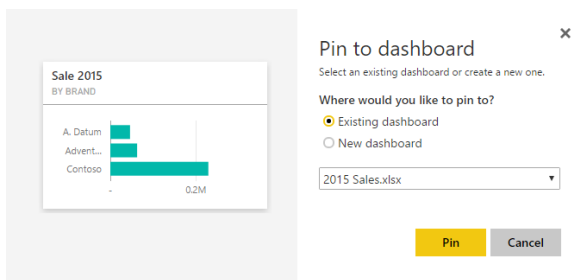 Sale 2015
BY BRAND
A. Datum
Advent...
Contoso
-
0.2M
Pin to dashboard
Select an existing dashboard or create a new one.
Where would you like to pin to?
Existing dashboard
New dashboard
2015 Sales.xlsx
Pin
Cancel